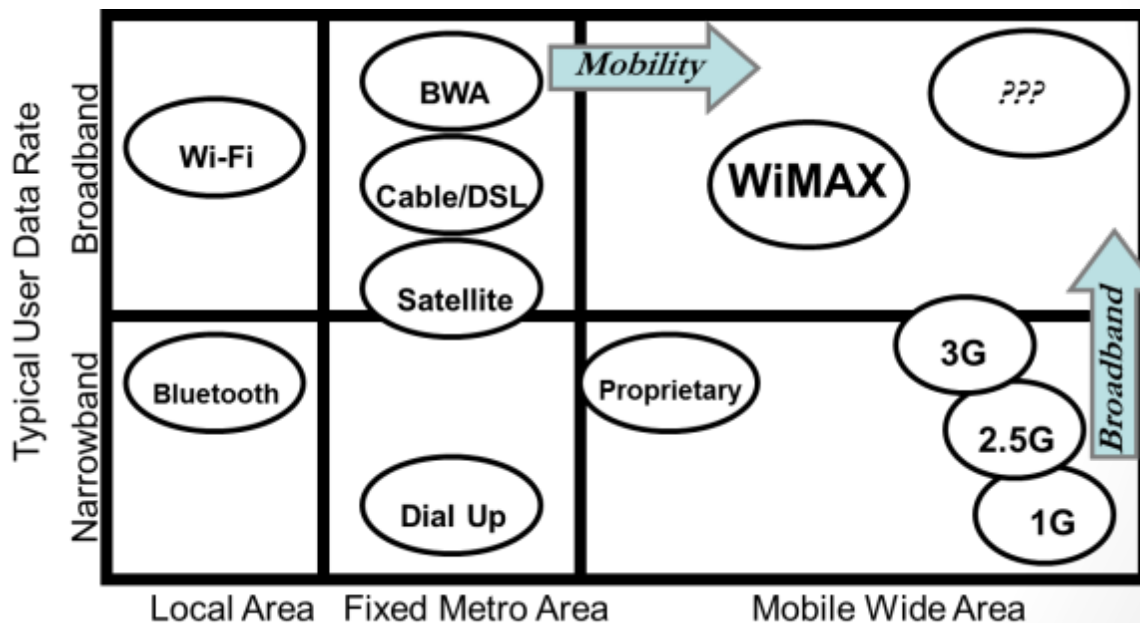 Typical User Data Rate
Broadband
Narrowband
BWA
Mobility
???
Wi-Fi
Cable/DSL
WiMAX
Satellite
Bluetooth
Proprietary
3G
2.5G
1G
Broadband
Dial Up
Local Area
Fixed Metro Area
Mobile Wide Area